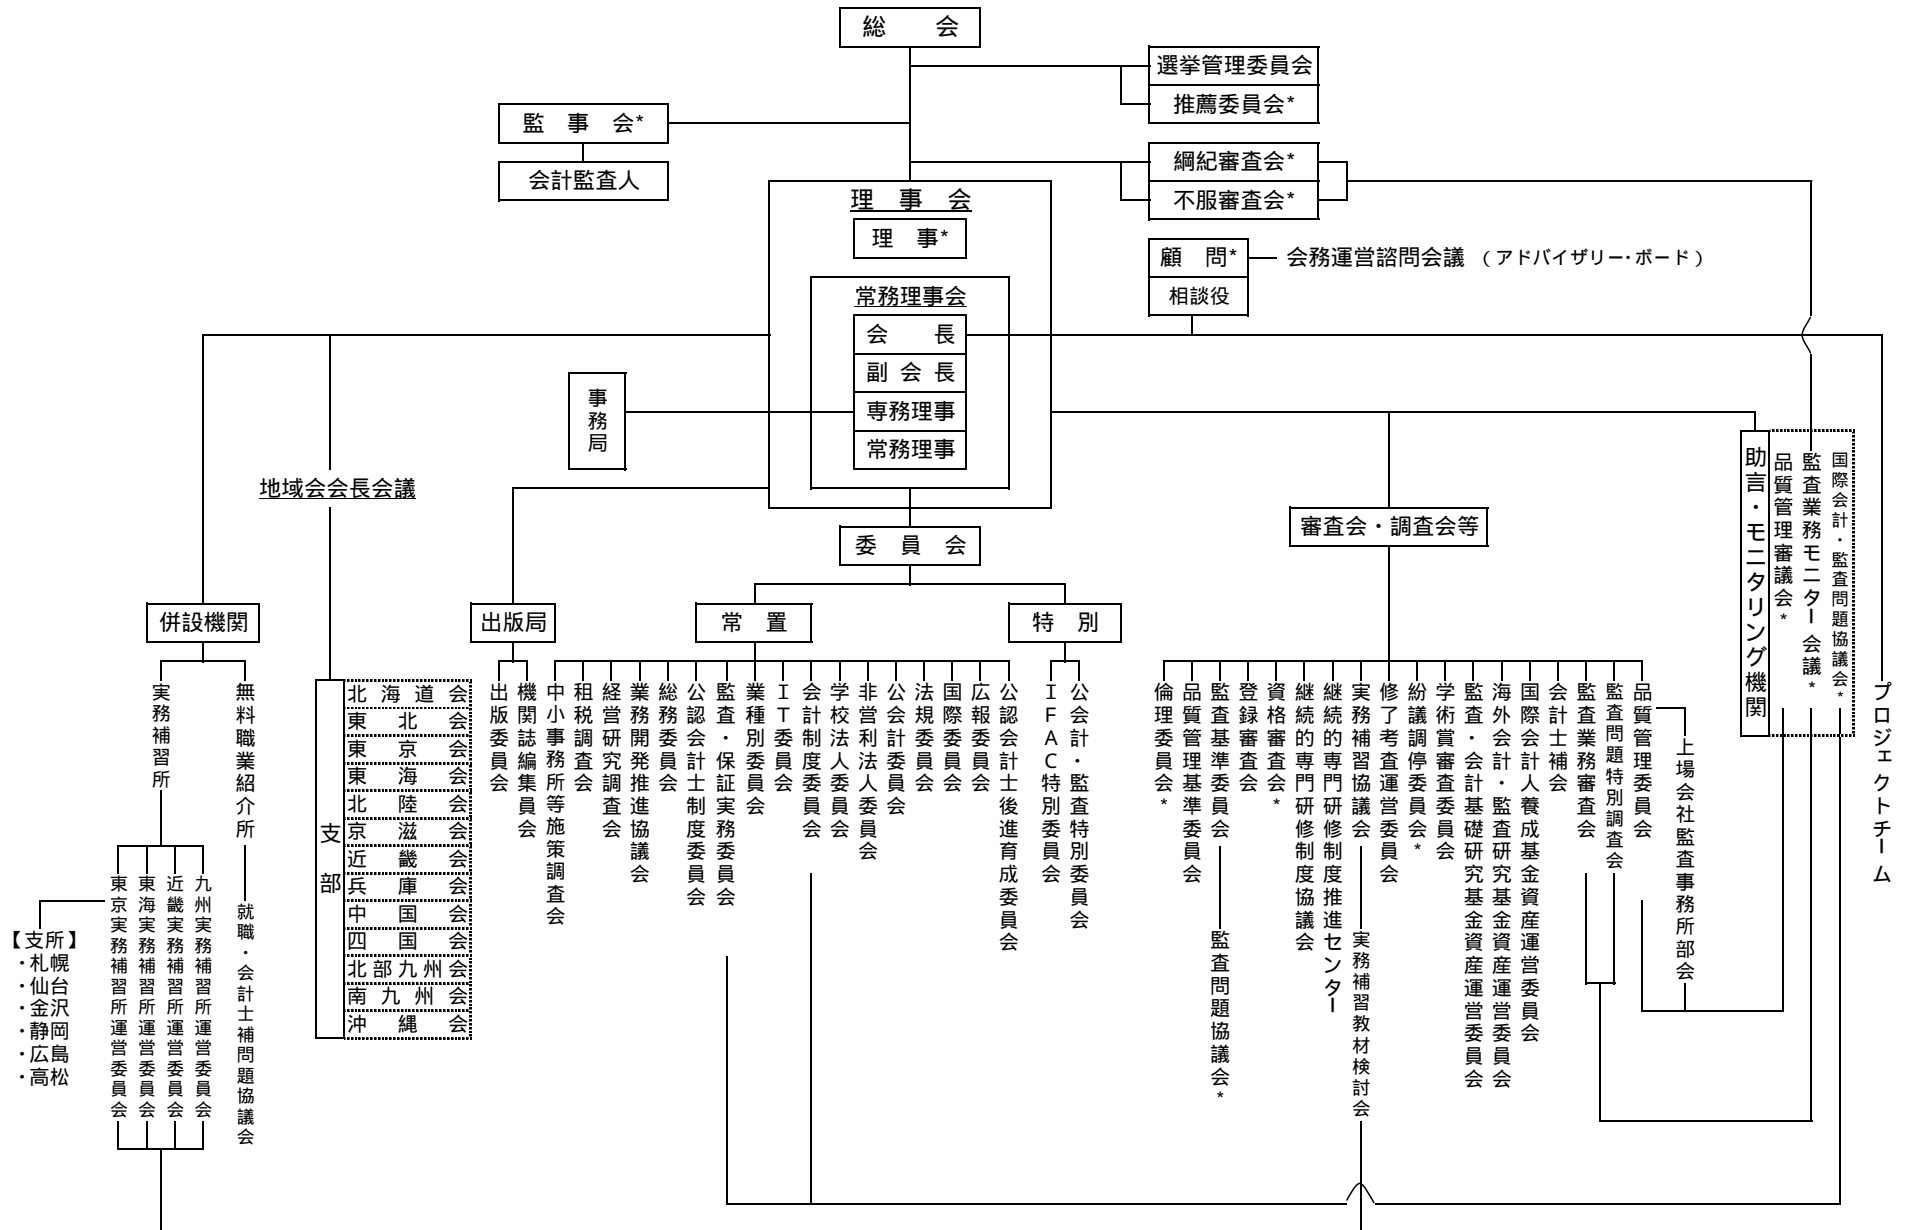 総　会
選挙管理委員会
推薦委員会*
監　事　会*
会計監査人
綱紀審査会*
不服審査会*
理　事　会
理　事*
顧　問*
会務運営諮問会議 （アドバイザリー・ボード）
相談役
常務理事会
会　長
副 会 長
専務理事
常務理事
事務局
地域会会長会議
委　員　会
審査会・調査会等
助言・モニタリング機関
品質管理審議会*
監査業務モニター会議*
国際会計・監査問題協議会*
プロジェクトチーム
併設機関
出版局
常　置
特　別
実務補習所
無料職業紹介所
東京実務補習所運営委員会
東海実務補習所運営委員会
近畿実務補習所運営委員会
九州実務補習所運営委員会
就職・会計士補問題協議会
【支所】
・札幌
・仙台
・金沢
・静岡
・広島
・高松
支　部
北 海 道 会
東　北　会
東　京　会
東　海　会
北　陸　会
京　滋　会
近　畿　会
兵　庫　会
中　国　会
四　国　会
北部九州会
南 九 州 会
沖　縄　会
出版委員会
機関誌編集員会
中小事務所等施策調査会
租税調査会
経営研究調査会
業務開発推進協議会
総務委員会
公認会計士制度委員会
監査・保証実務委員会
業種別委員会
ＩＴ委員会
会計制度委員会
学校法人委員会
非営利法人委員会
公会計委員会
法規委員会
国際委員会
広報委員会
公認会計士後進育成委員会
ＩＦＡＣ特別委員会
公会計・監査特別委員会
倫理委員会*
品質管理基準委員会
監査基準委員会
監査問題協議会*
登録審査会
資格審査会*
継続的専門研修制度協議会
継続的専門研修制度推進センター
実務補習協議会
実務補習教材検討会
修了考査運営委員会
紛議調停委員会*
学術賞審査委員会
監査・会計基礎研究基金資産運営委員会
海外会計・監査研究基金資産運営委員会
国際会計人養成基金資産運営委員会
会計士補会
監査業務審査会
監査問題特別調査会
品質管理委員会
上場会社監査事務所部会